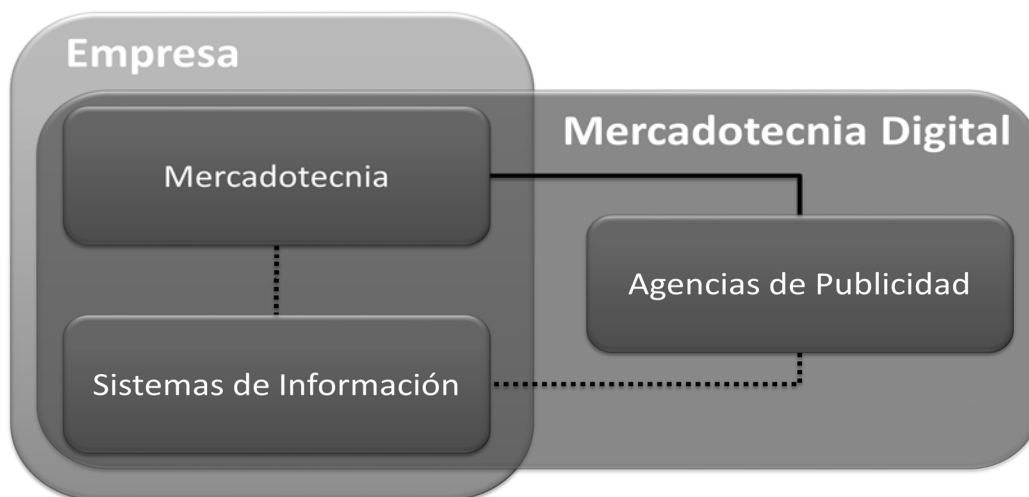 Empresa
Mercadotecnia Digital
Mercadotecnia
Agencias de Publicidad
Sistemas de Información